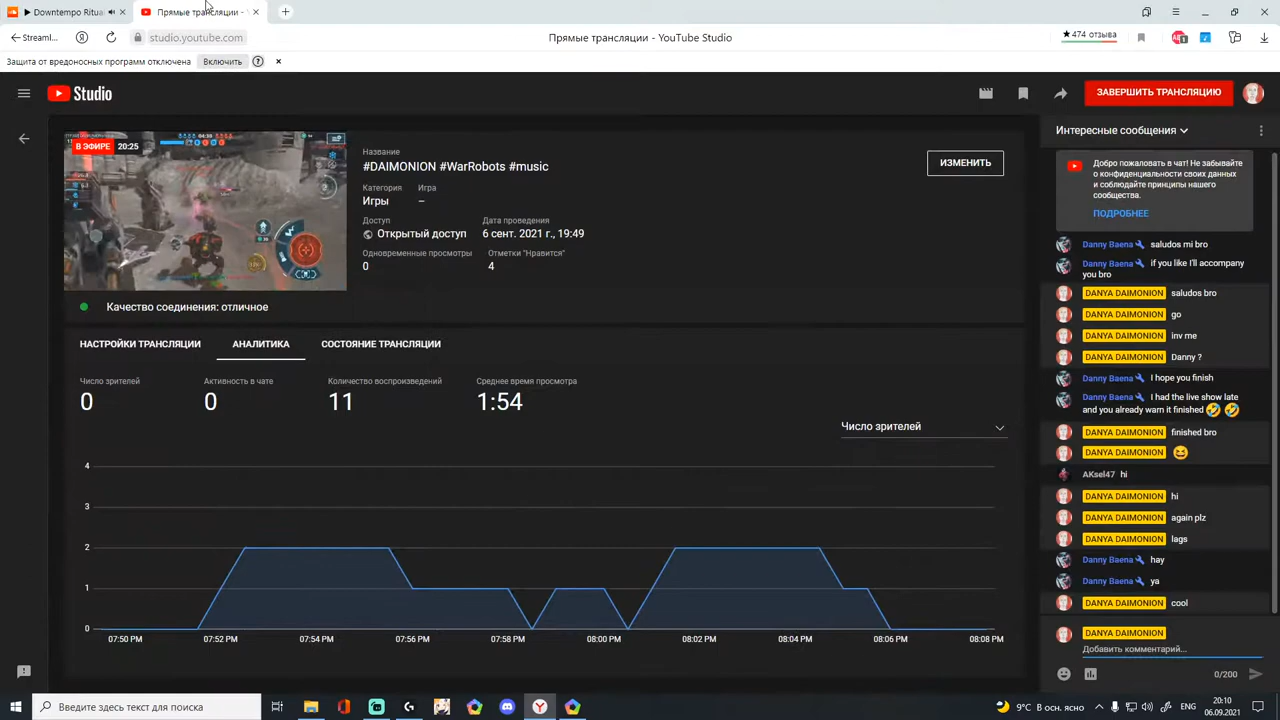 Downtempo Ritua
Прямые трансляции -
Streaml...
studio.youtube.com
Прямые трансляции - YouTube Studio
★474 отзыва
Защита от вредоносных программ отключена
Включить
Studio
ЗАВЕРШИТЬ ТРАНСЛЯЦИЮ
В ЭФИРЕ 20:25
Название
#DAIMONION #WarRobots #music
ИЗМЕНИТЬ
Категория Игра
Игры –
Доступ Дата проведения
Открытый доступ 6 сент. 2021 г., 19:49
Одновременные просмотры Отметки "Нравится"
0 4
Качество соединения: отличное
НАСТРОЙКИ ТРАНСЛЯЦИИ АНАЛИТИКА СОСТОЯНИЕ ТРАНСЛЯЦИИ
Число зрителей Активность в чате Количество воспроизведений Среднее время просмотра
0 0 11 1:54
Число зрителей
4
3
2
1
0
07:50 PM 07:52 PM 07:54 PM 07:56 PM 07:58 PM 08:00 PM 08:02 PM 08:04 PM 08:06 PM 08:08 PM
Интересные сообщения
Добро пожаловать в чат! Не забывайте
о конфиденциальности своих данных
и соблюдайте принципы нашего
сообщества.
ПОДРОБНЕЕ
Danny Baena saludos mi bro
Danny Baena if you like I'll accompany
you bro
DANYA DAIMONION saludos bro
DANYA DAIMONION go
DANYA DAIMONION inv me
DANYA DAIMONION Danny ?
Danny Baena I hope you finish
Danny Baena I had the live show late
and you already warn it finished 🤣 🤣
DANYA DAIMONION finished bro
DANYA DAIMONION 😆
AKsel47 hi
DANYA DAIMONION hi
DANYA DAIMONION again plz
DANYA DAIMONION lags
Danny Baena hay
Danny Baena ya
DANYA DAIMONION cool
DANYA DAIMONION
Добавить комментарий...
0/200
Введите здесь текст для поиска
9°C В осн. ясно
ENG
20:10
06.09.2021